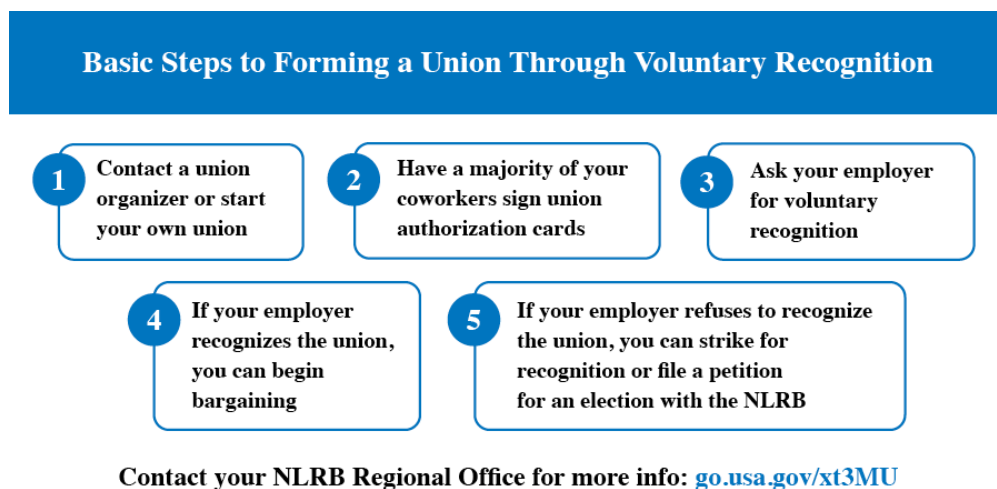 Basic Steps to Forming a Union Through Voluntary Recognition
1
Contact a union
organizer or start
your own union
2
Have a majority of your
coworkers sign union
authorization cards
3
Ask your employer
for voluntary
recognition
4
If your employer
recognizes the union,
you can begin
bargaining
5
If your employer refuses to recognize
the union, you can strike for
recognition or file a petition
for an election with the NLRB
Contact your NLRB Regional Office for more info: go.usa.gov/xt3MU